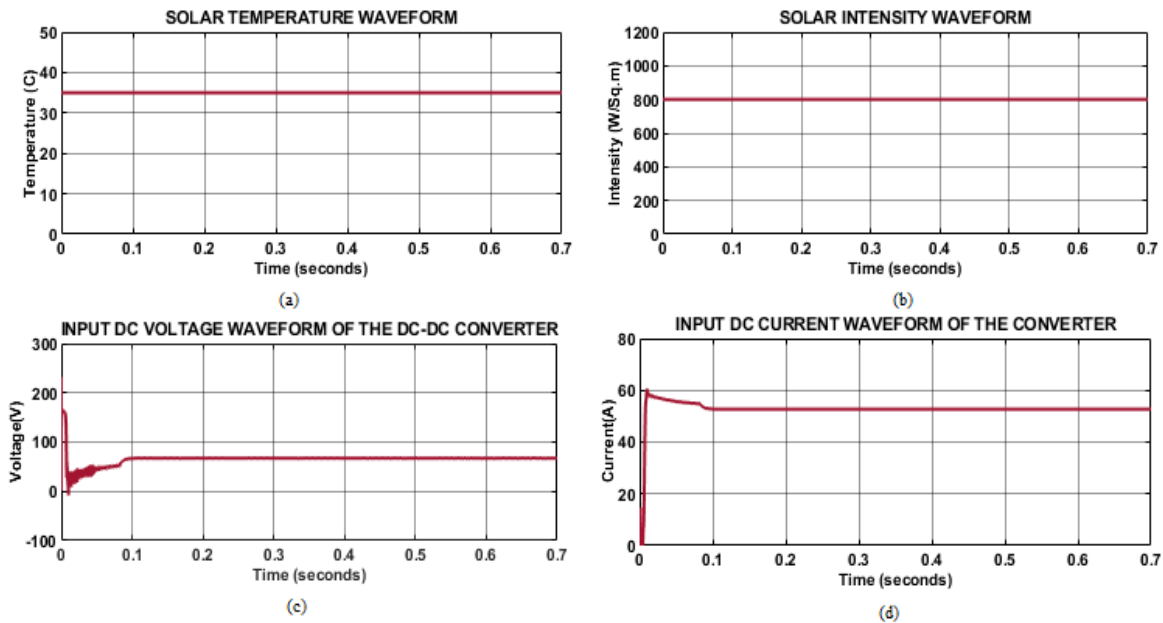 SOLAR TEMPERATURE WAVEFORM
50
40
30
20
10
0
Temperature (C)
0 0.1 0.2 0.3 0.4 0.5 0.6 0.7
Time (seconds)
(a)
SOLAR INTENSITY WAVEFORM
1200
1000
800
600
400
200
0
Intensity (W/Sq.m)
0 0.1 0.2 0.3 0.4 0.5 0.6 0.7
Time (seconds)
(b)
INPUT DC VOLTAGE WAVEFORM OF THE DC-DC CONVERTER
300
200
100
0
-100
Voltage(V)
0 0.1 0.2 0.3 0.4 0.5 0.6 0.7
Time (seconds)
(c)
INPUT DC CURRENT WAVEFORM OF THE CONVERTER
80
60
40
20
0
Current(A)
0 0.1 0.2 0.3 0.4 0.5 0.6 0.7
Time (seconds)
(d)